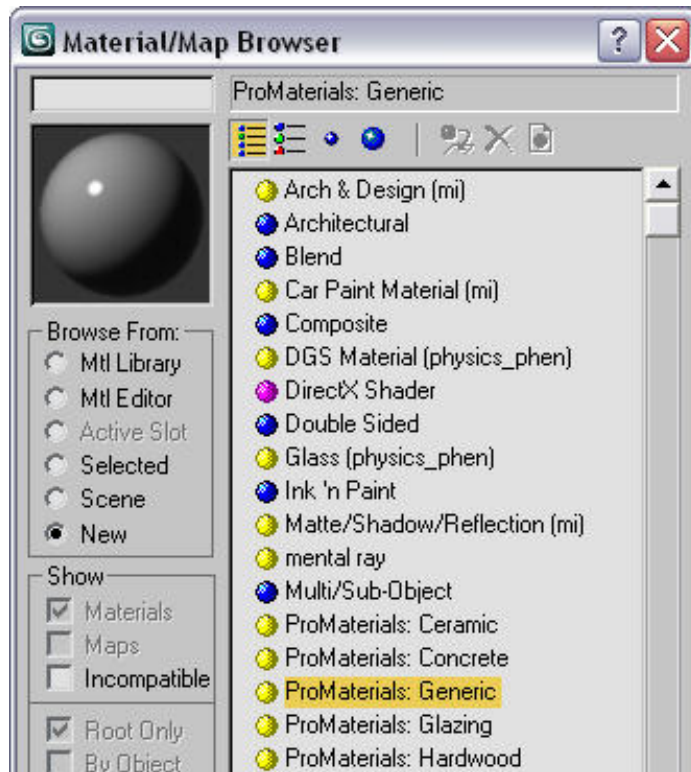 Material/Map Browser
ProMaterials: Generic
Arch & Design (mi)
Architectural
Blend
Car Paint Material (mi)
Composite
DGS Material (physics_phen)
DirectX Shader
Double Sided
Glass (physics_phen)
Ink 'n Paint
Matte/Shadow/Reflection (mi)
mental ray
Multi/Sub-Object
ProMaterials: Ceramic
ProMaterials: Concrete
ProMaterials: Generic
ProMaterials: Glazing
ProMaterials: Hardwood
Browse From:
Mtl Library
Mtl Editor
Active Slot
Selected
Scene
New
Show
Materials
Maps
Incompatible
Root Only
By Object